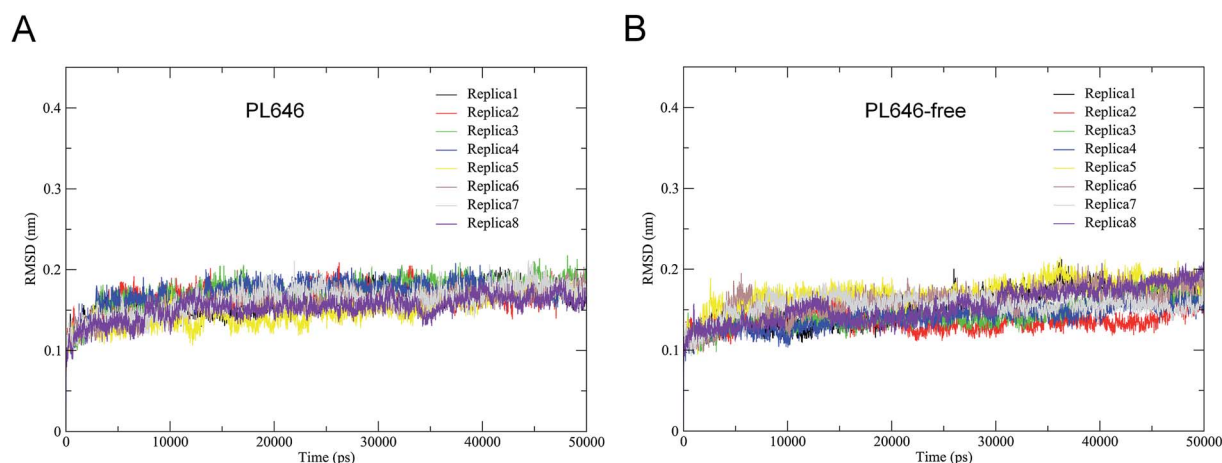 A
PL646
Replica1
Replica2
Replica3
Replica4
Replica5
Replica6
Replica7
Replica8
RMSD (nm)
0.4
0.3
0.2
0.1
0
0 10000 20000 30000 40000 50000
Time (ps)
B
PL646-free
Replica1
Replica2
Replica3
Replica4
Replica5
Replica6
Replica7
Replica8
RMSD (nm)
0.4
0.3
0.2
0.1
0
0 10000 20000 30000 40000 50000
Time (ps)